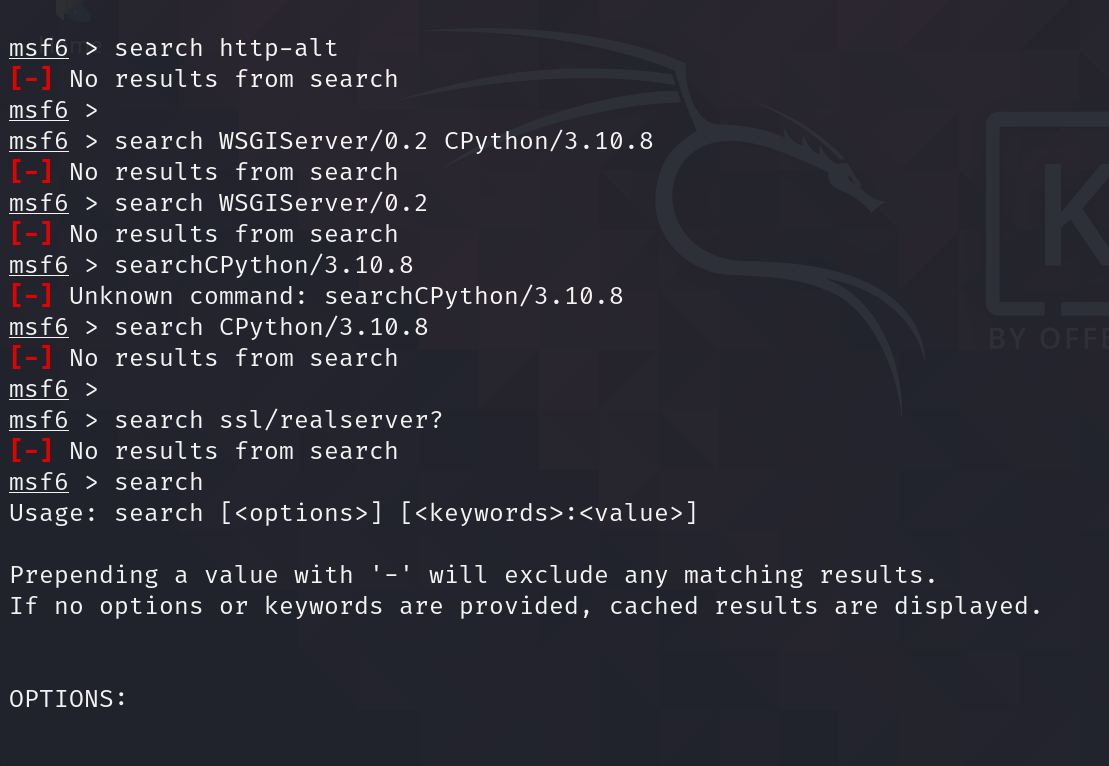 msf6 > search http-alt
[-] No results from search
msf6 >
msf6 > search WSGIServer/0.2 CPython/3.10.8
[-] No results from search
msf6 > search WSGIServer/0.2
[-] No results from search
msf6 > searchCPython/3.10.8
[-] Unknown command: searchCPython/3.10.8
msf6 > search CPython/3.10.8
[-] No results from search
msf6 >
msf6 > search ssl/realserver?
[-] No results from search
msf6 > search
Usage: search [<options>] [<keywords>:<value>]
Prepending a value with '-' will exclude any matching results.
If no options or keywords are provided, cached results are displayed.
OPTIONS:
K
BY OFFE